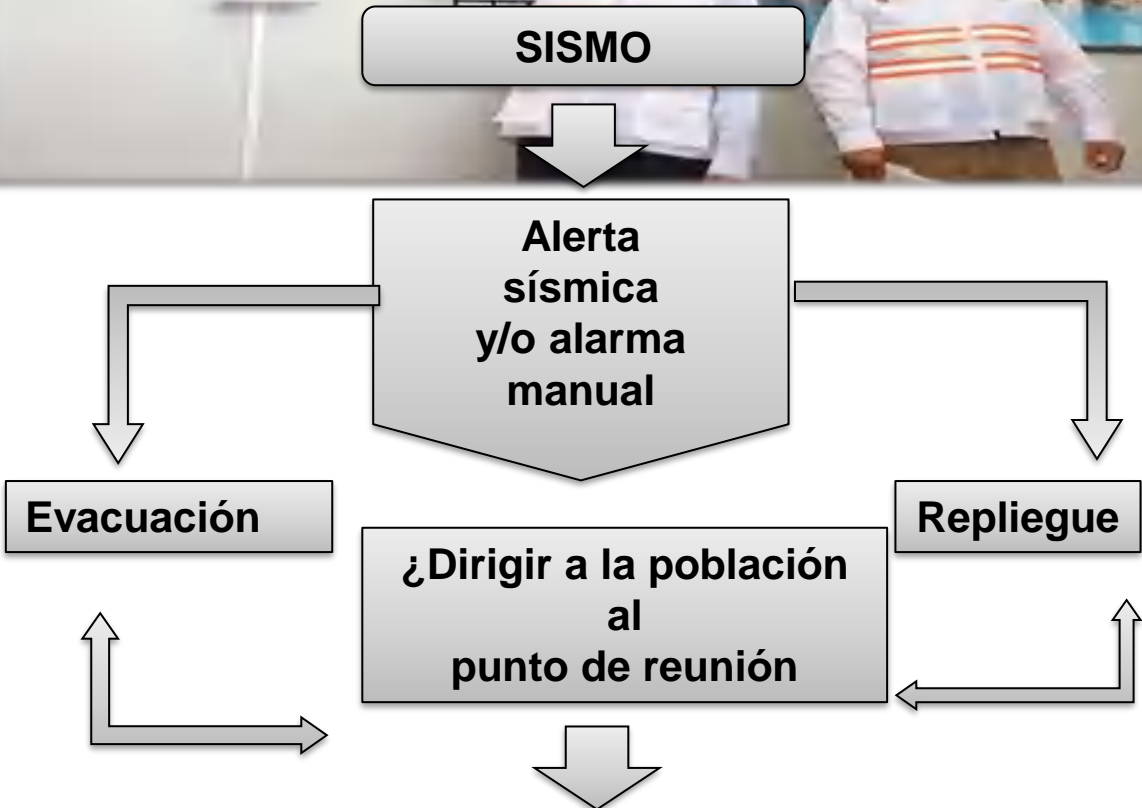 SISMO
Alerta
sísmica
y/o alarma
manual
Evacuación
Repliegue
¿Dirigir a la población
al
punto de reunión